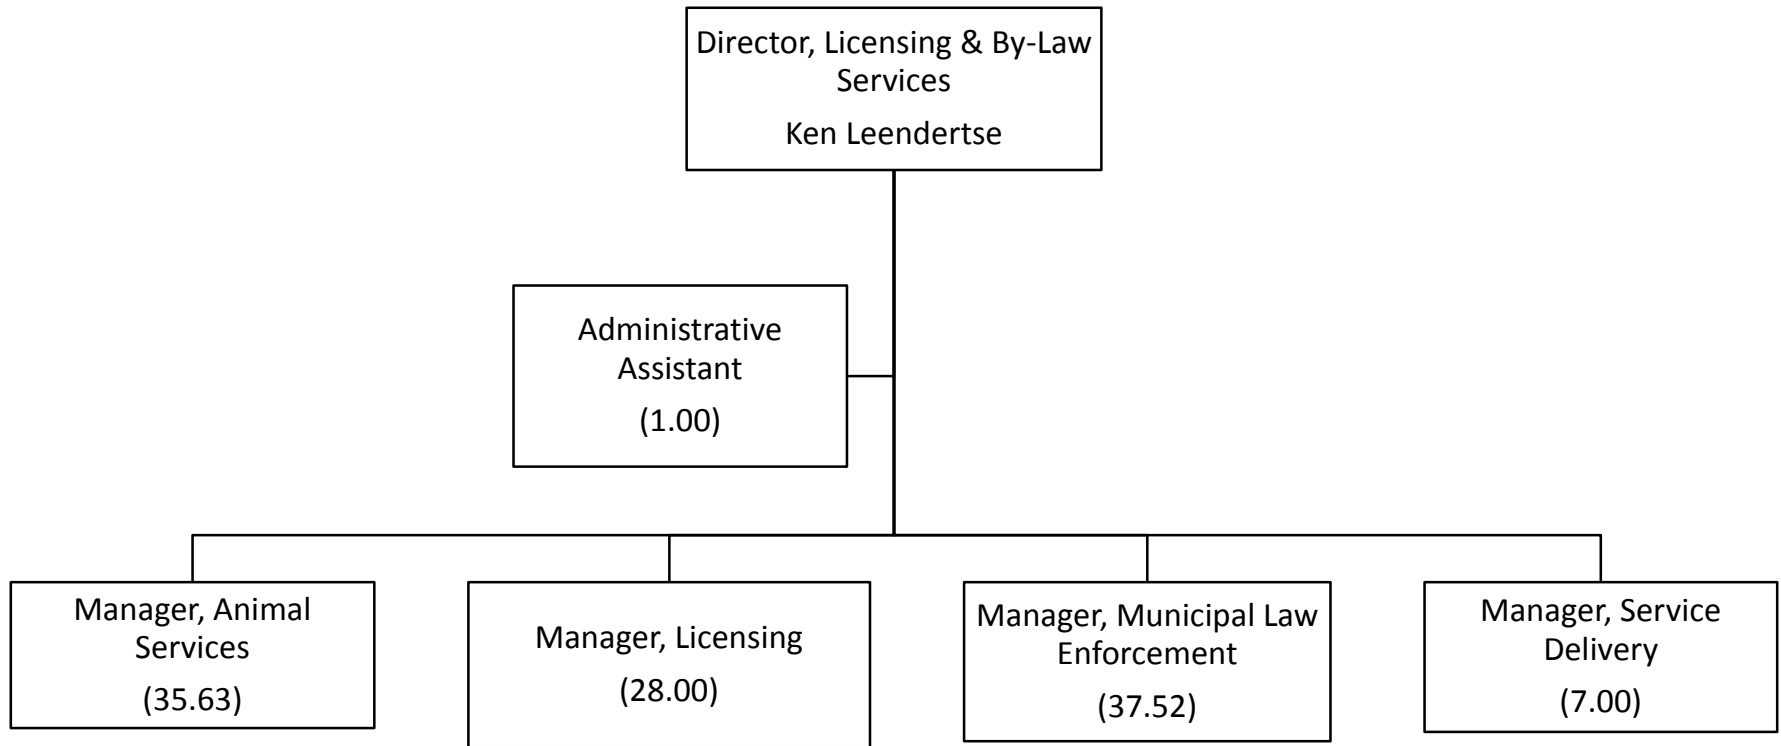 Director, Licensing & By-Law
Services
Ken Leendertse
Administrative
Assistant
(1.00)
Manager, Animal
Services
(35.63)
Manager, Licensing
(28.00)
Manager, Municipal Law
Enforcement
(37.52)
Manager, Service
Delivery
(7.00)